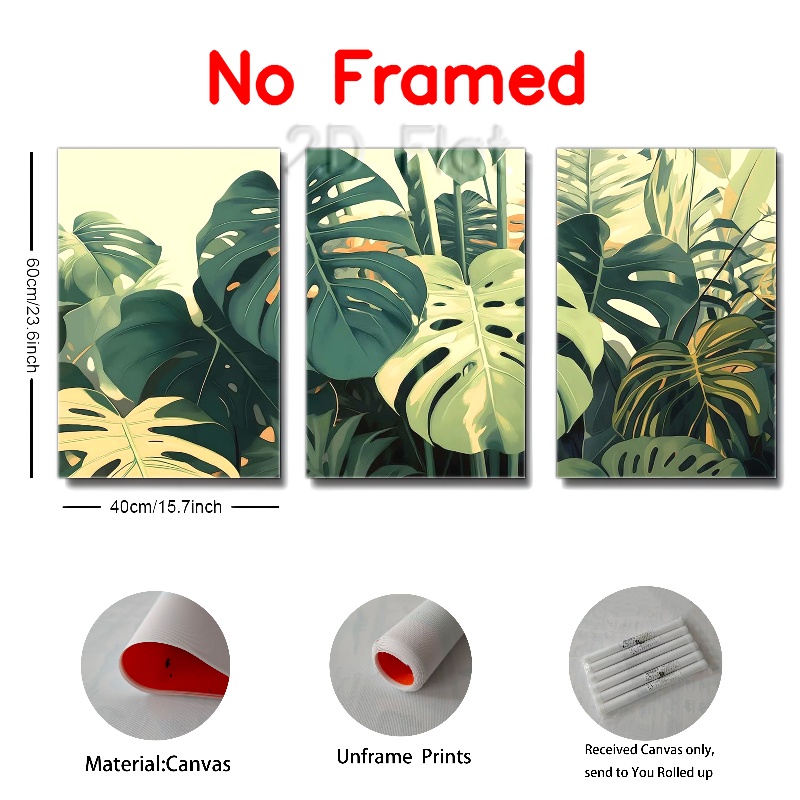 No Framed
2D Flat
60cm/23.6inch
40cm/15.7inch
Material:Canvas
Unframe Prints
Received Canvas only,
send to You Rolled up